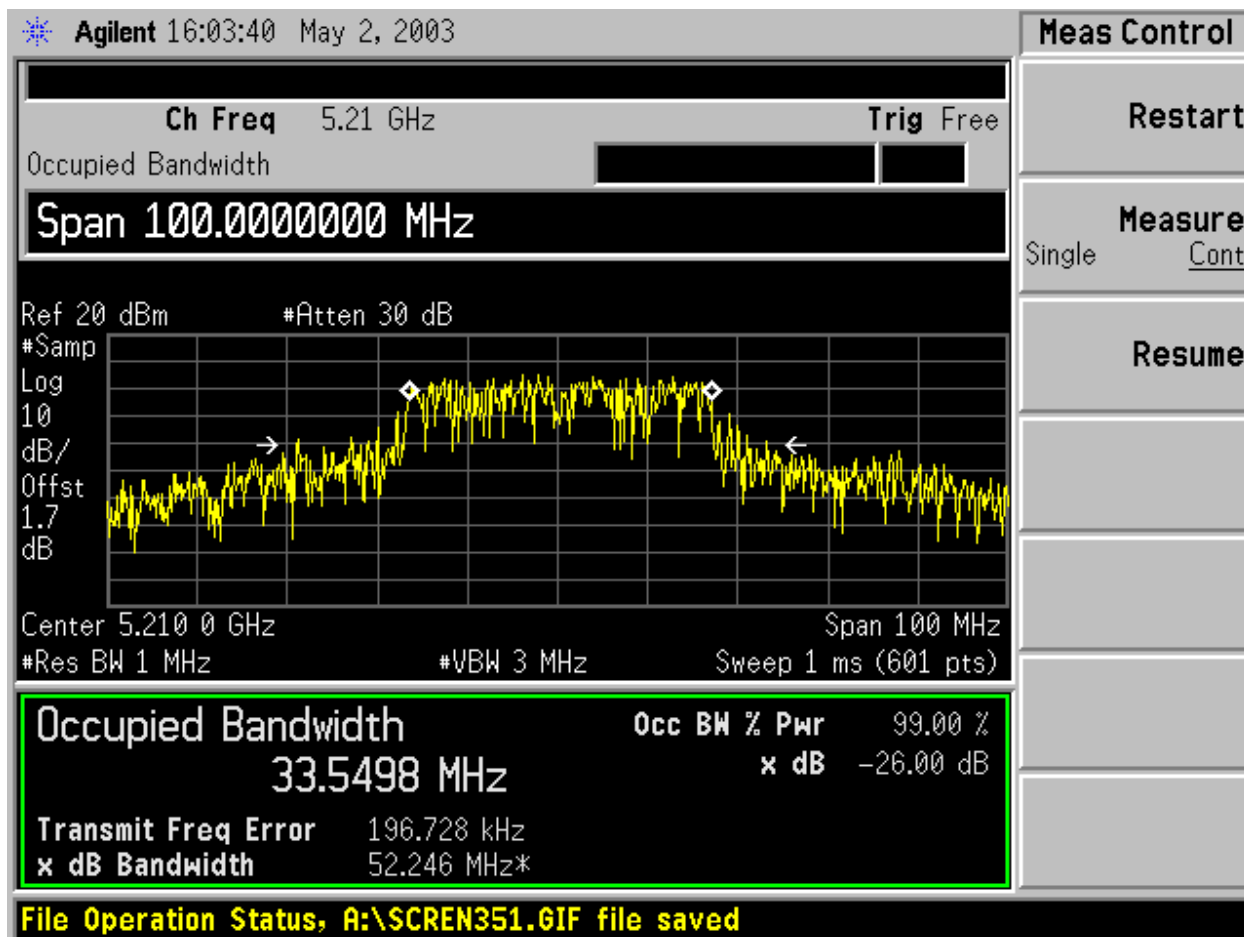 Agilent 16:03:40 May 2, 2003
Meas Control
Ch Freq 5.21 GHz
Trig Free
Occupied Bandwidth
Span 100.0000000 MHz
Ref 20 dBm #Atten 30 dB
#Samp
Log
10
dB/
Offst
1.7
dB
Center 5.210 0 GHz Span 100 MHz
#Res BW 1 MHz #VBW 3 MHz Sweep 1 ms (601 pts)
Occupied Bandwidth
33.5498 MHz
Occ BW % Pwr 99.00 %
x dB -26.00 dB
Transmit Freq Error 196.728 kHz
x dB Bandwidth 52.246 MHz*
File Operation Status, A:\SCREN351.GIF file saved
Restart
Measure
Single Cont
Resume